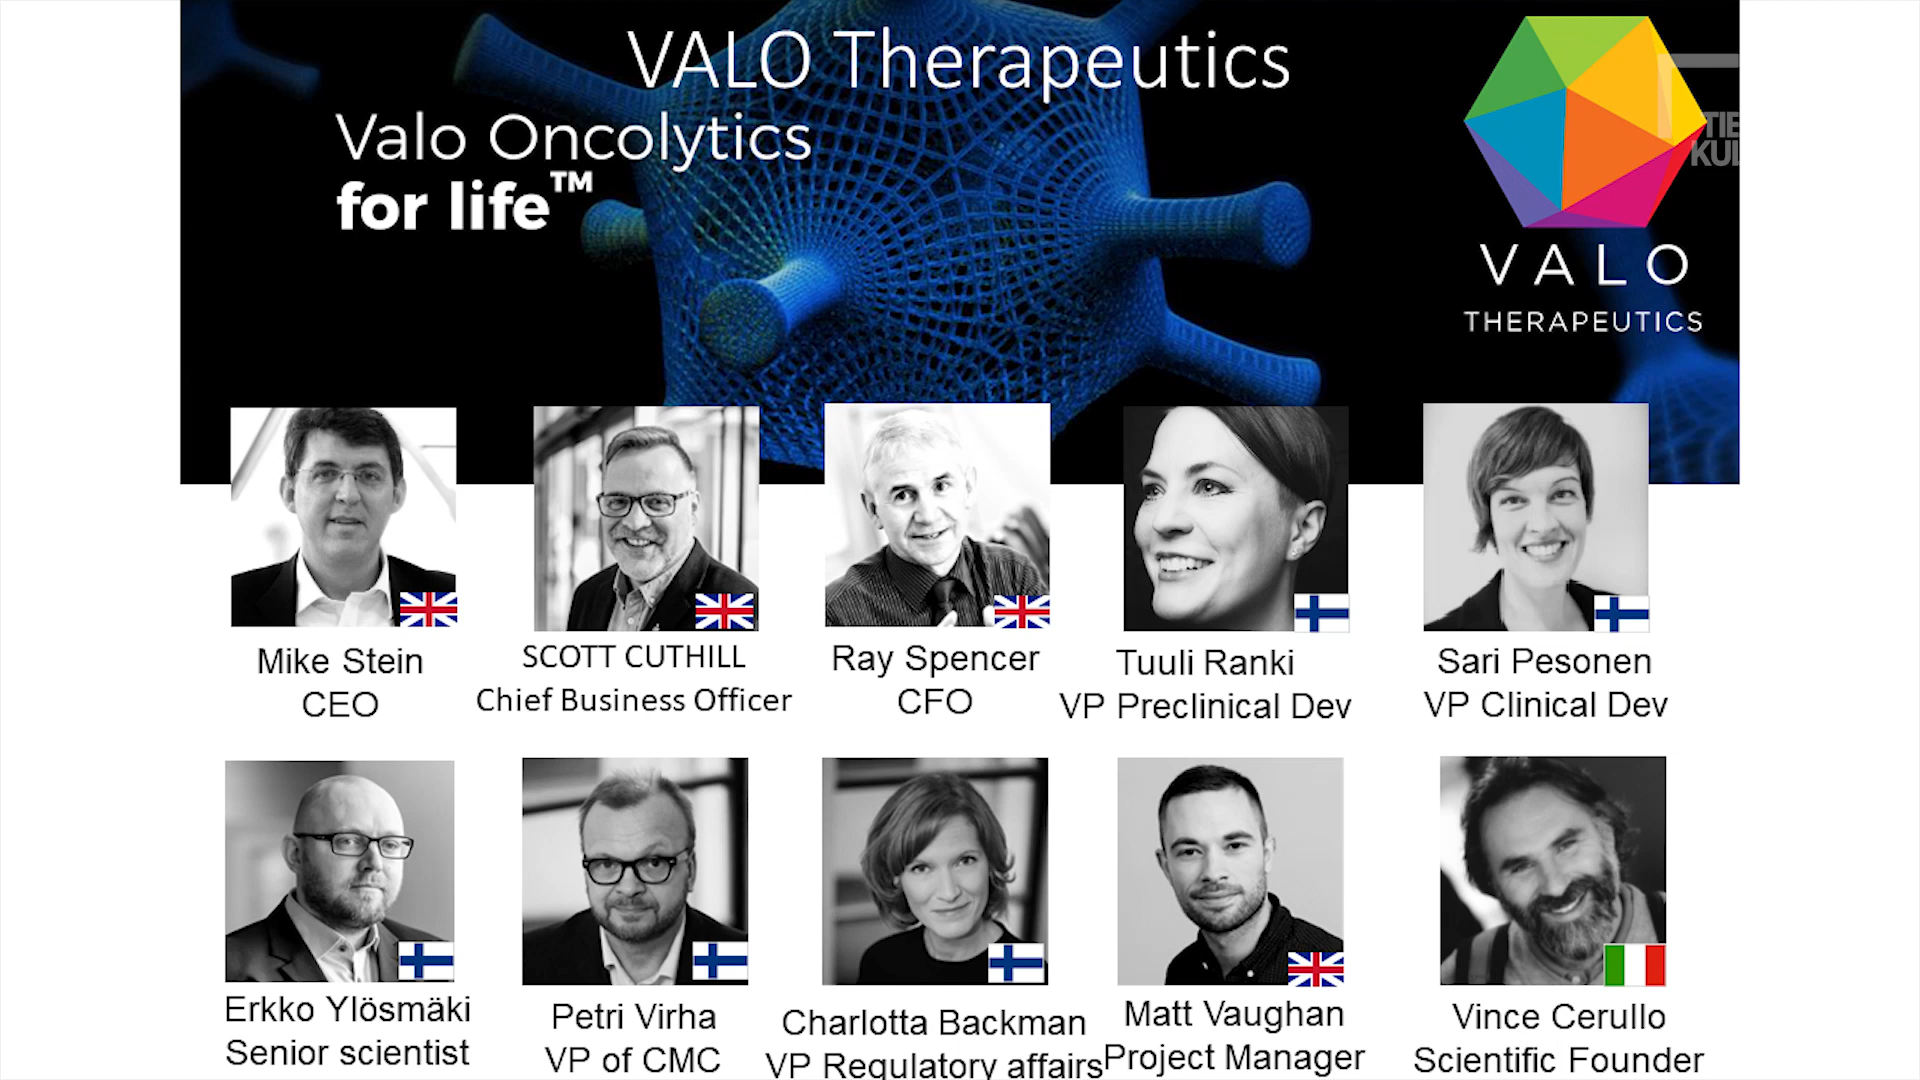 VALO Therapeutics
Valo Oncolytics
for life™
VALO
THERAPEUTICS
Mike Stein
CEO
SCOTT CUTHILL
Chief Business Officer
Ray Spencer
CFO
Tuuli Ranki
VP Preclinical Dev
Sari Pesonen
VP Clinical Dev
Erkko Ylösmäki
Senior scientist
Petri Virha
VP of CMC
Charlotta Backman
VP Regulatory affairs
Matt Vaughan
Project Manager
Vince Cerullo
Scientific Founder